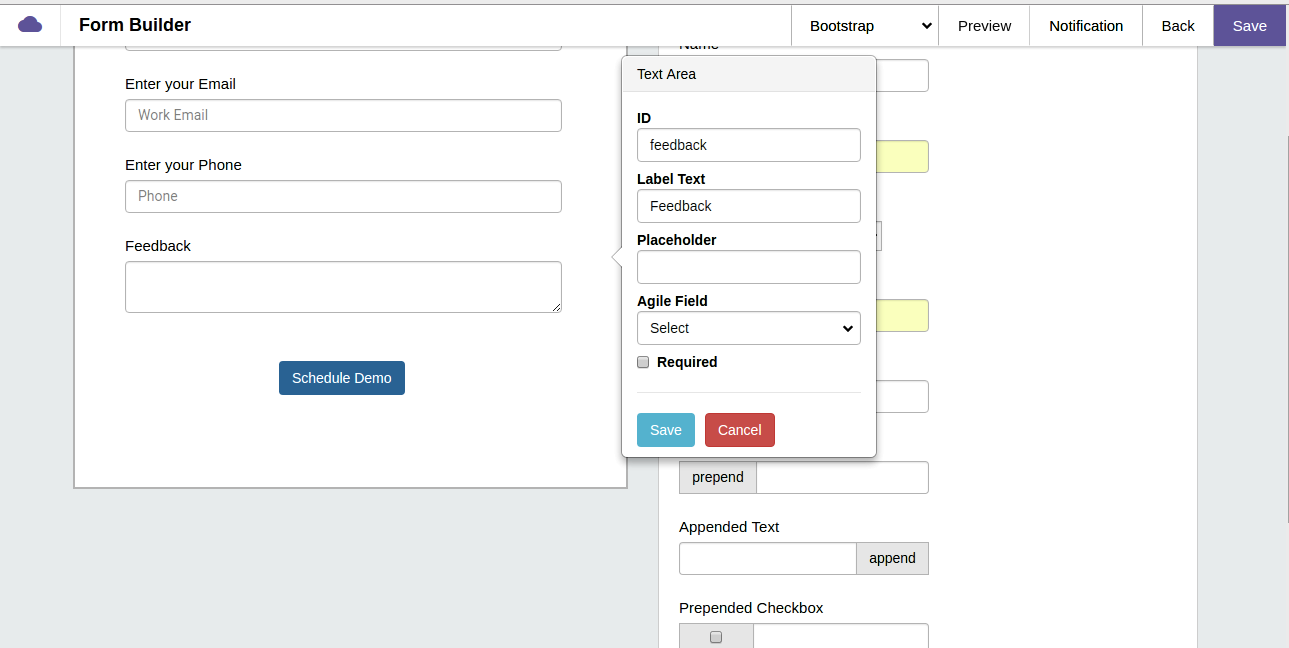 Form Builder
Bootstrap
Preview
Notification
Back
Save
Enter your Email
Work Email
Enter your Phone
Phone
Feedback
Schedule Demo
Name
Text Area
ID
feedback
Label Text
Feedback
Placeholder
Agile Field
Select
Required
Save
Cancel
prepend
Appended Text
append
Prepended Checkbox